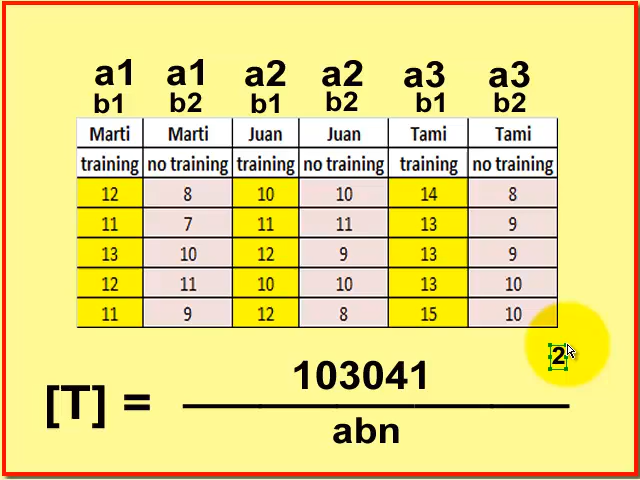 a1 a1 a2 a2 a3 a3
b1 b2 b1 b2 b1 b2
Marti Marti Juan Juan Tami Tami
training no training training no training training no training
12 8 10 10 14 8
11 7 11 11 13 9
13 10 12 9 13 9
12 11 10 10 13 10
11 9 12 8 15 10
2
103041
[T] =
abn